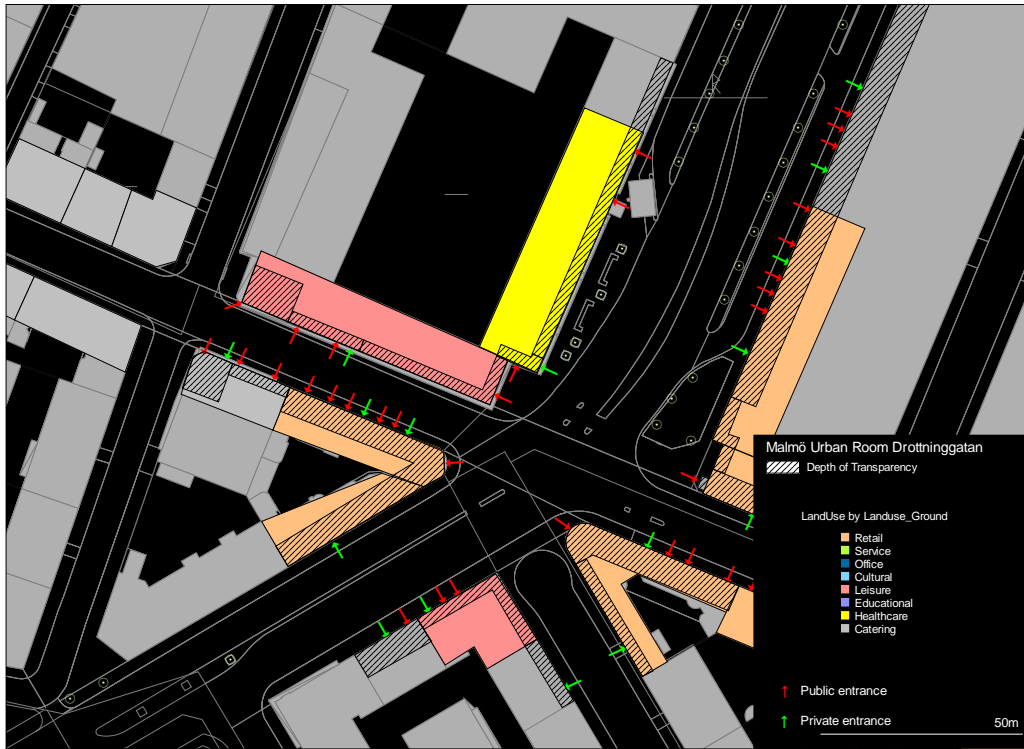 Malmö Urban Room Drottninggatan
Depth of Transparency
LandUse by Landuse_Ground
Retail
Service
Office
Cultural
Leisure
Educational
Healthcare
Catering
Public entrance
Private entrance
50m